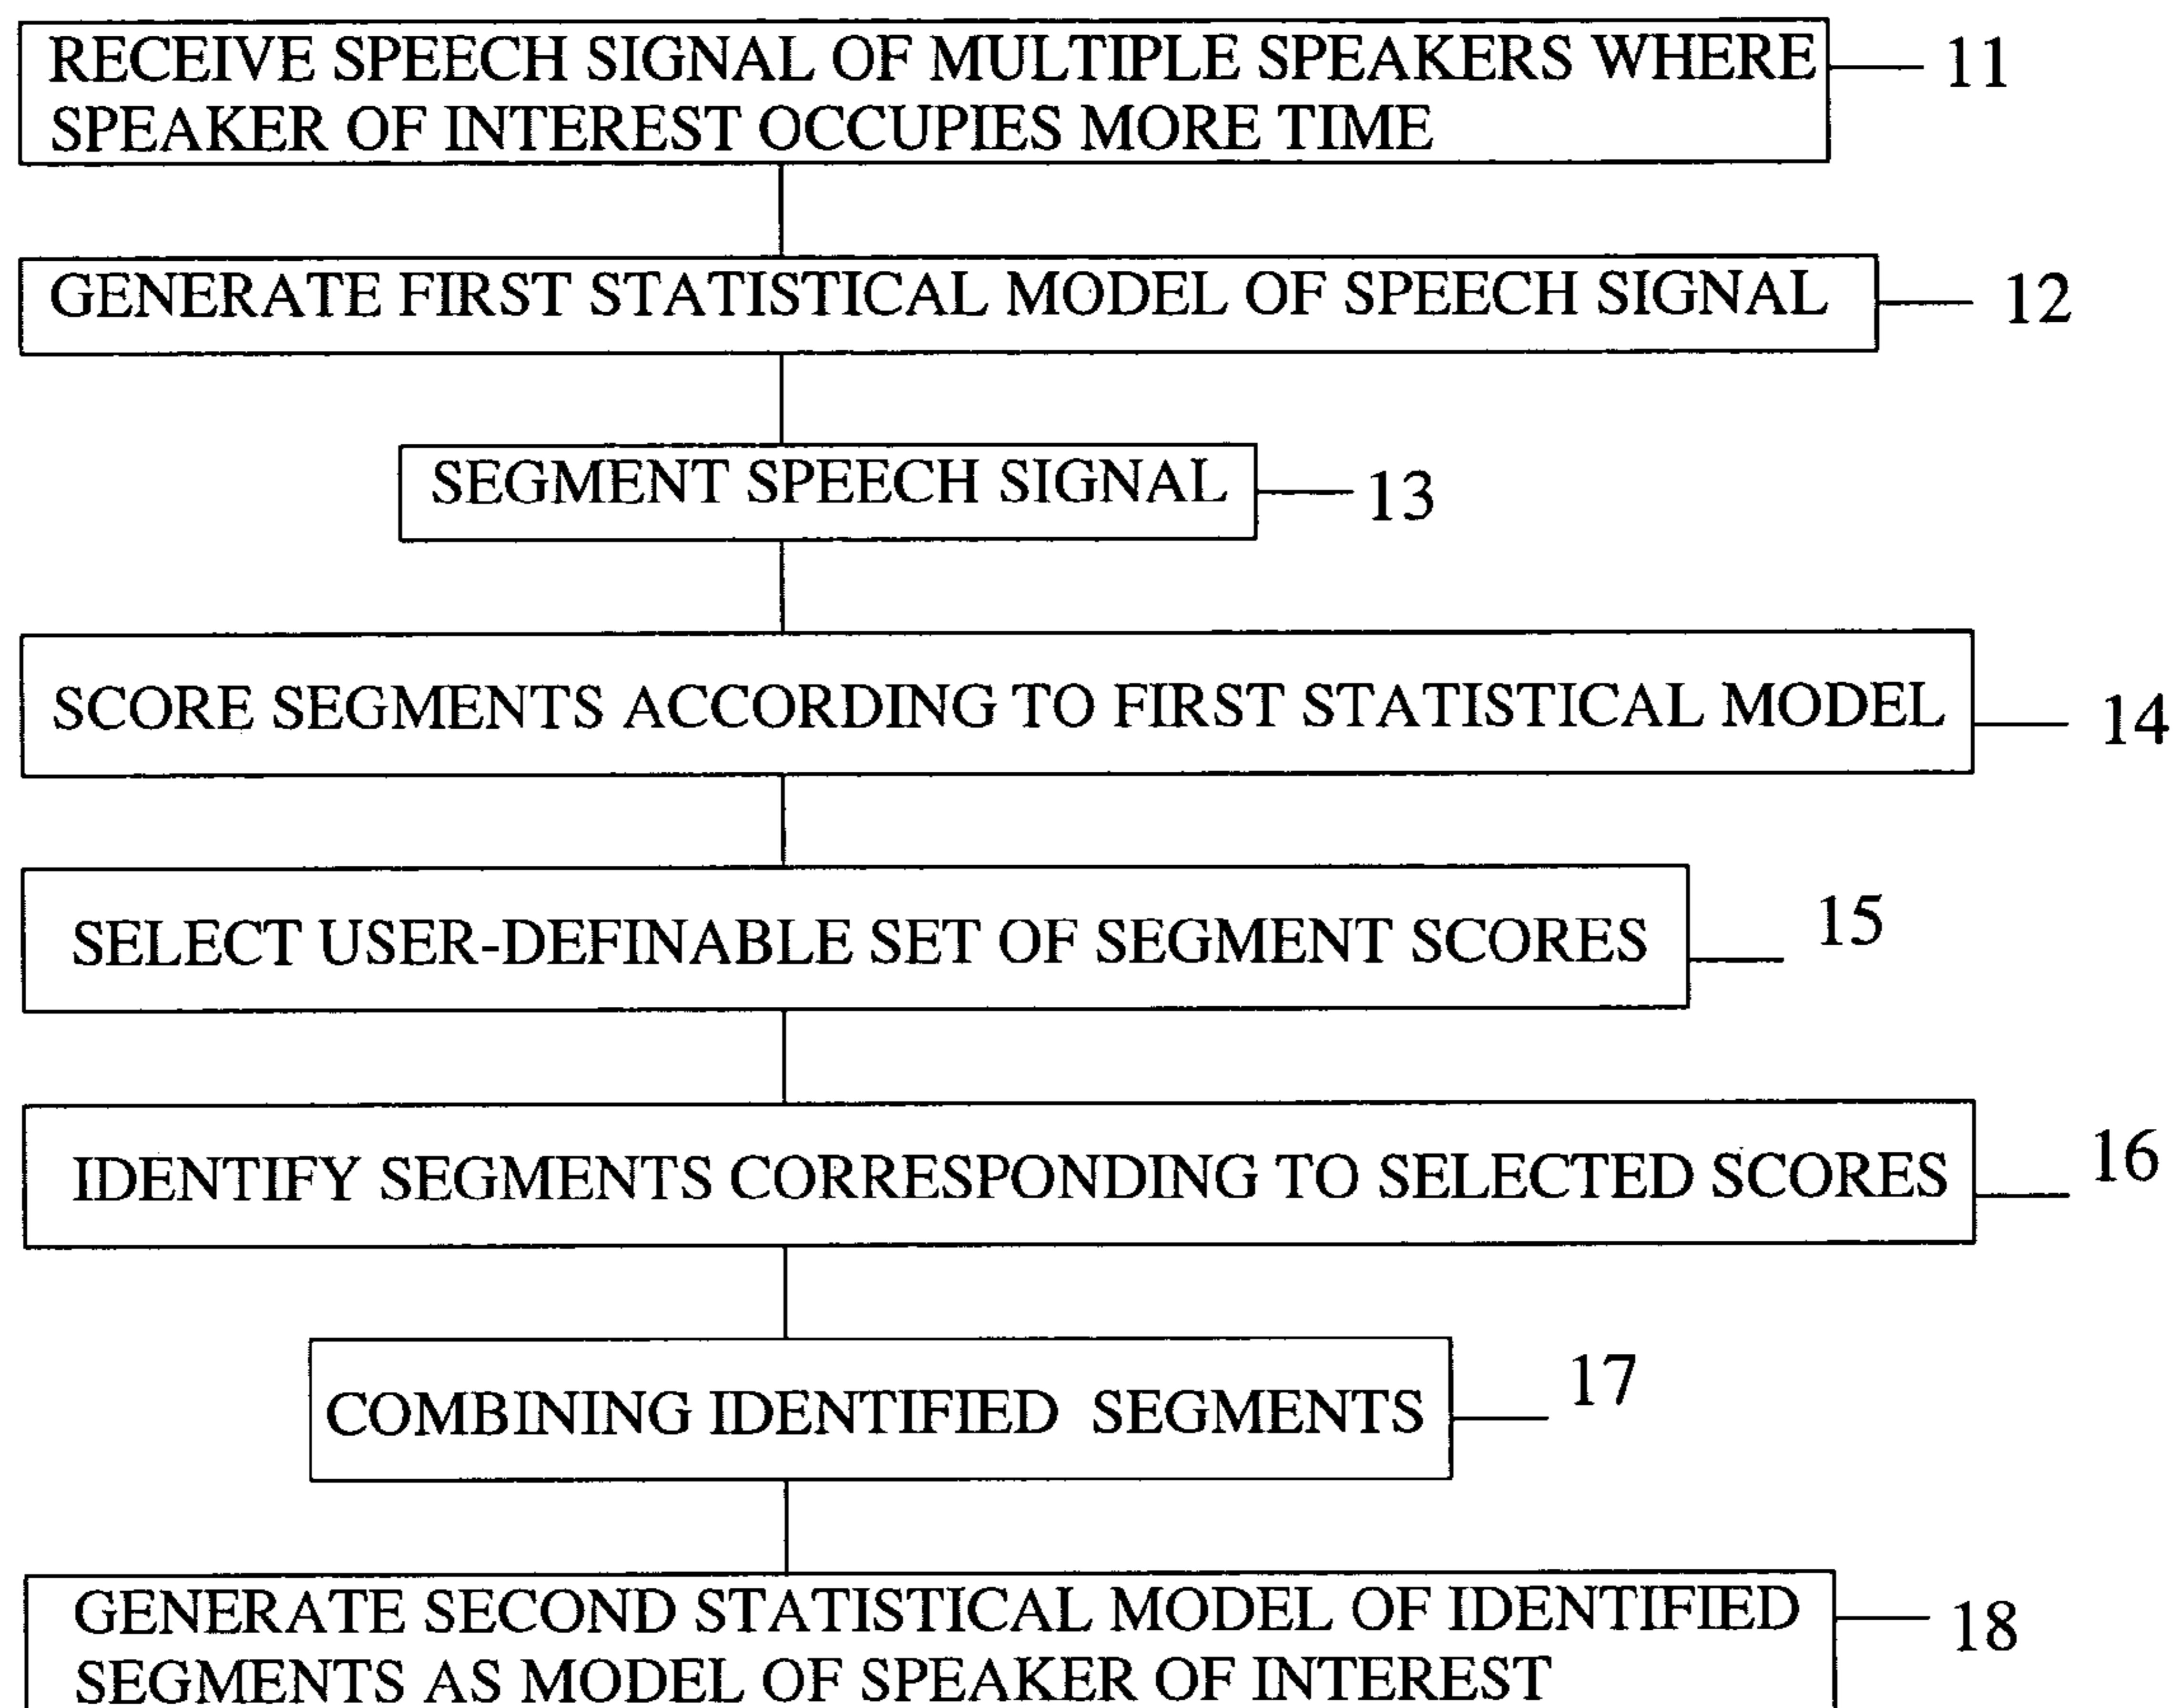 RECEIVE SPEECH SIGNAL OF MULTIPLE SPEAKERS WHERE
SPEAKER OF INTEREST OCCUPIES MORE TIME
11
GENERATE FIRST STATISTICAL MODEL OF SPEECH SIGNAL
12
SEGMENT SPEECH SIGNAL
13
SCORE SEGMENTS ACCORDING TO FIRST STATISTICAL MODEL
14
SELECT USER-DEFINABLE SET OF SEGMENT SCORES
15
IDENTIFY SEGMENTS CORRESPONDING TO SELECTED SCORES
16
COMBINING IDENTIFIED SEGMENTS
17
GENERATE SECOND STATISTICAL MODEL OF IDENTIFIED
SEGMENTS AS MODEL OF SPEAKER OF INTEREST
18